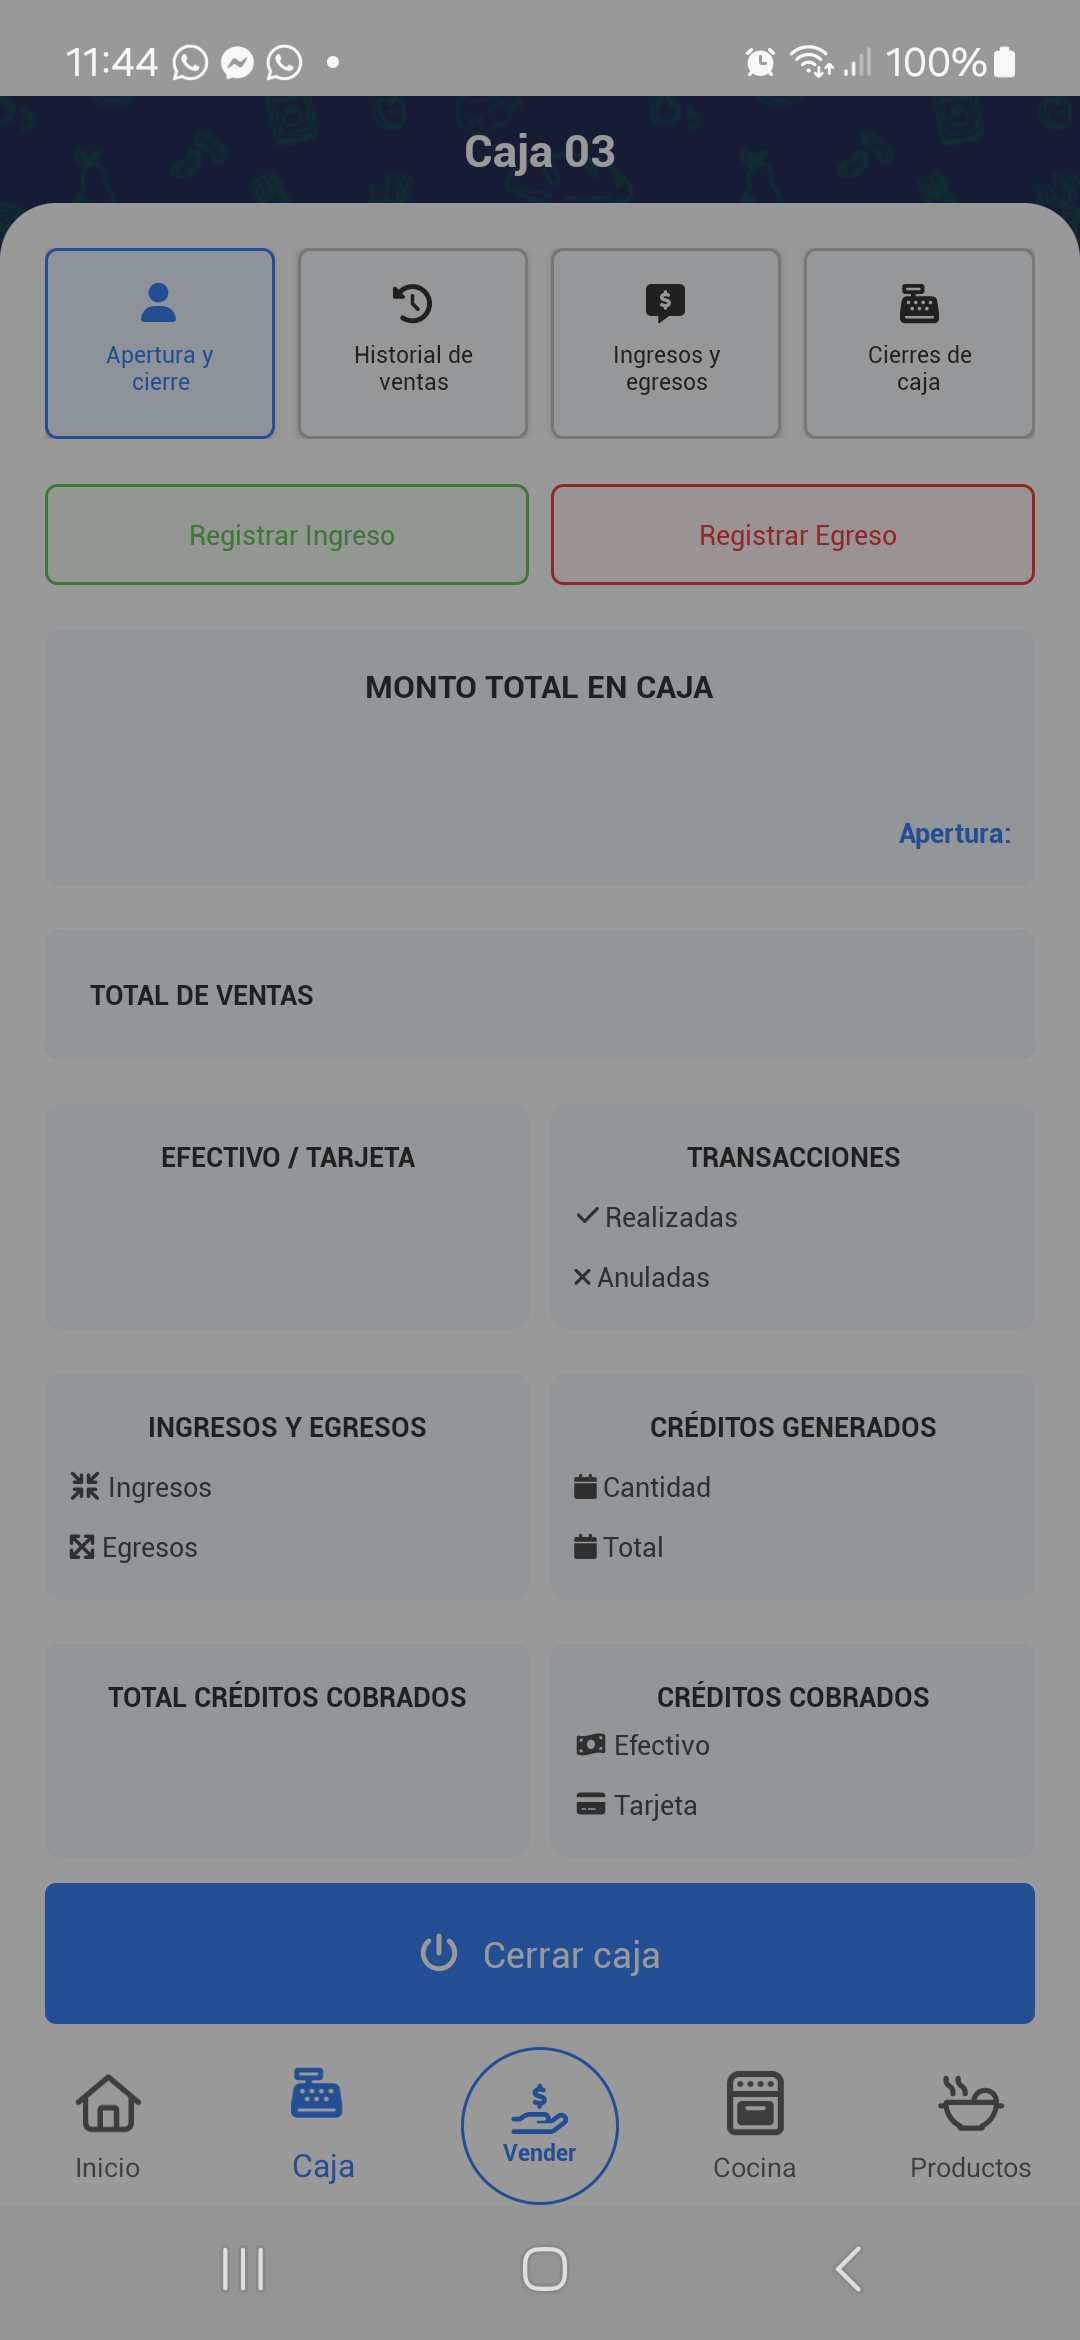 11:44
100%
Caja 03
Apertura y
cierre
Historial de
ventas
Ingresos y
egresos
Cierres de
caja
Registrar Ingreso
Registrar Egreso
MONTO TOTAL EN CAJA
Apertura:
TOTAL DE VENTAS
EFECTIVO / TARJETA
TRANSACCIONES
Realizadas
Anuladas
INGRESOS Y EGRESOS
Ingresos
Egresos
CRÉDITOS GENERADOS
Cantidad
Total
TOTAL CRÉDITOS COBRADOS
CRÉDITOS COBRADOS
Efectivo
Tarjeta
Cerrar caja
Inicio
Caja
Vender
Cocina
Productos